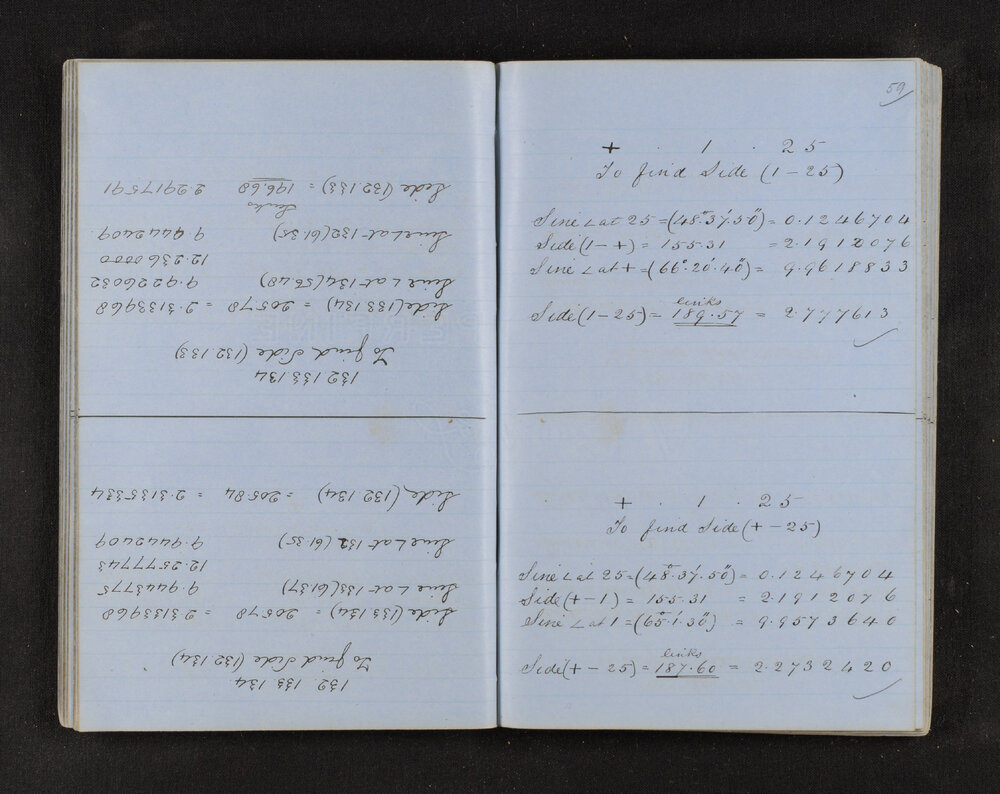 132. 133. 134
To find Side (132.134)
Side (133.134) = 205.78 = 2.3133968
Sine ∠ at 133 (61.37) 9.9443775
12.2577743
Sine ∠ at 132 (61.35) 9.9442409
Side (132.134) = 205.84 = 2.3135334
132.133.134
To find Side (132.133)
Side (133.134) = 205.78 = 2.3133968
Sine ∠ at 134 (56.48) 9.9226032
12.2360000
Sine ∠ at 132 (61.35) 9.9442409
Links
Side (132.133) = 196.68 2.2917591
59
+ . 1 . 25
To find Side (1-25)
Sine ∠ at 25 = (48°.37'.50") = 0.1246704
Side (1-+) = 155.31 = 2.1912076
Sine ∠ at + = (66°.20'.40") = 9.9618833
links
Side (1-25) = 189.57 = 2.777613
+ . 1 . 25
To find Side (+-25)
Sine ∠ at 25 = (48°.37'.50") = 0.1246704
Side (+-1) = 155.31 = 2.1912076
Sine ∠ at 1 = (65°.1'.30") = 9.9573640
links
Side (+-25) = 187.60 = 2.2732420